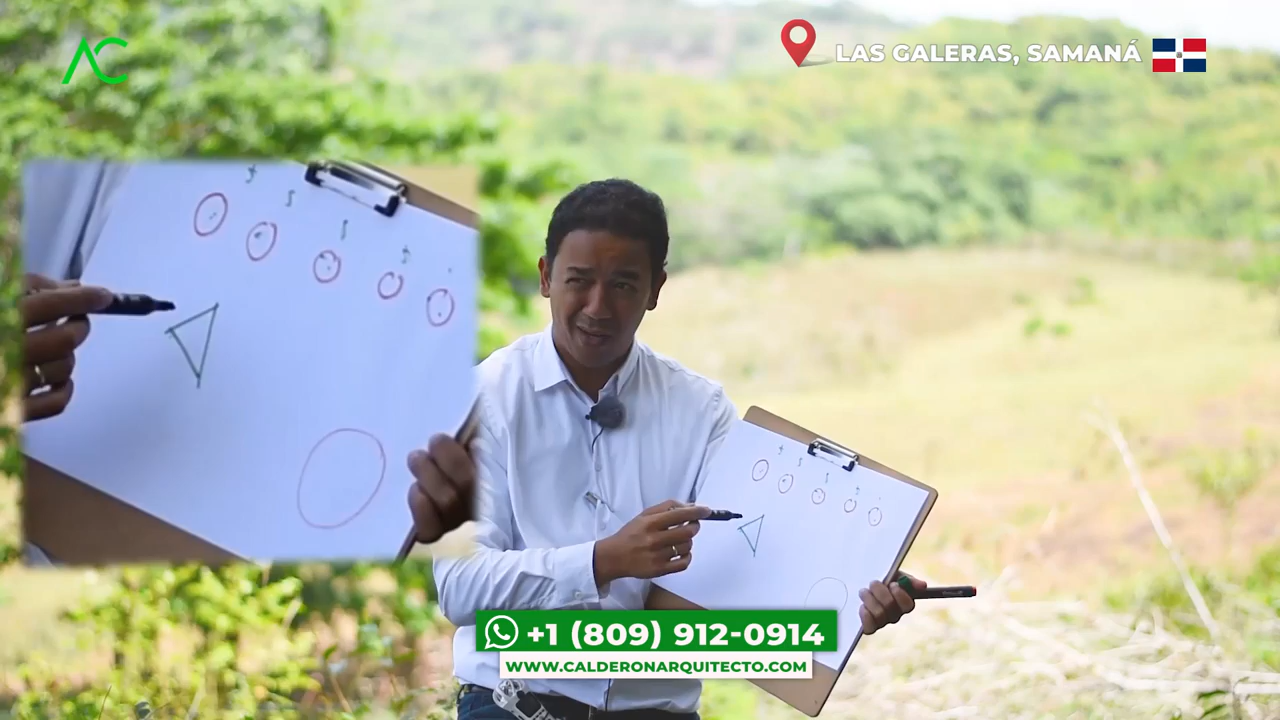 AC
LAS GALERAS, SAMANÁ
+1 (809) 912-0914
WWW.CALDERONARQUITECTO.COM